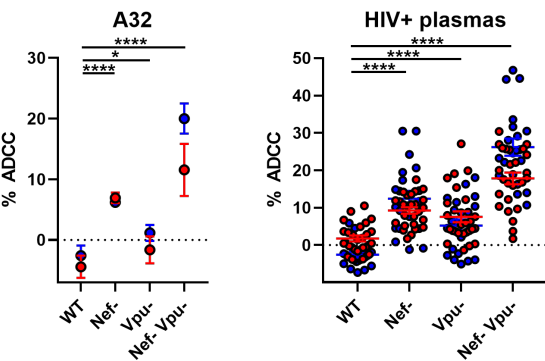 A32
****
*
****
% ADCC
30
20
10
0
WT
Nef-
Vpu-
Nef- Vpu-
HIV+ plasmas
****
****
****
% ADCC
50
40
30
20
10
0
WT
Nef-
Vpu-
Nef- Vpu-